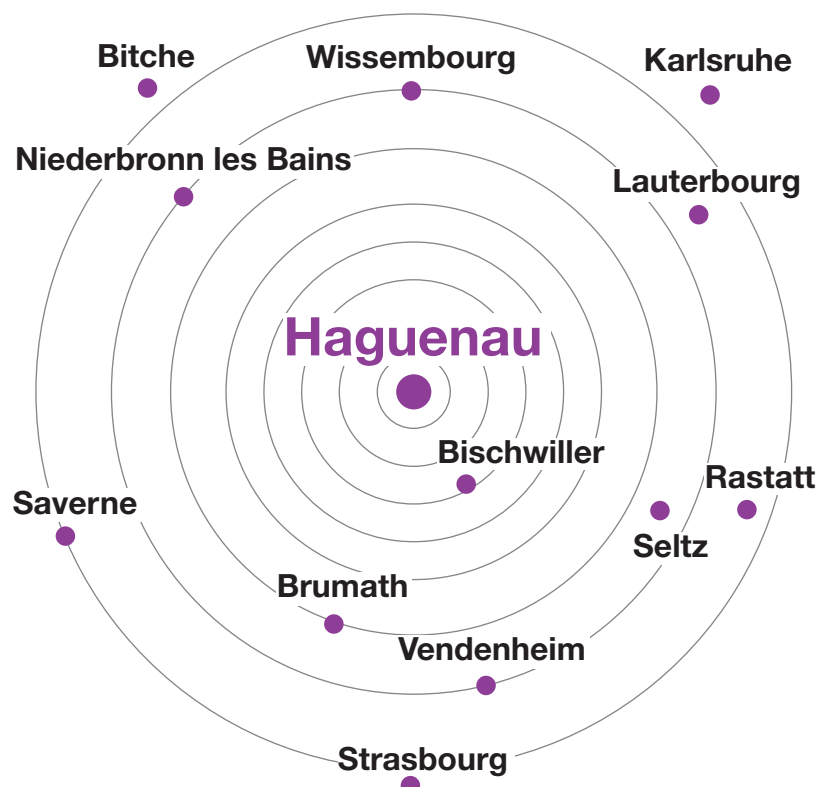 Bitche
Wissembourg
Karlsruhe
Niederbronn les Bains
Lauterbourg
Haguenau
Bischwiller
Rastatt
Saverne
Seltz
Brumath
Vendenheim
Strasbourg